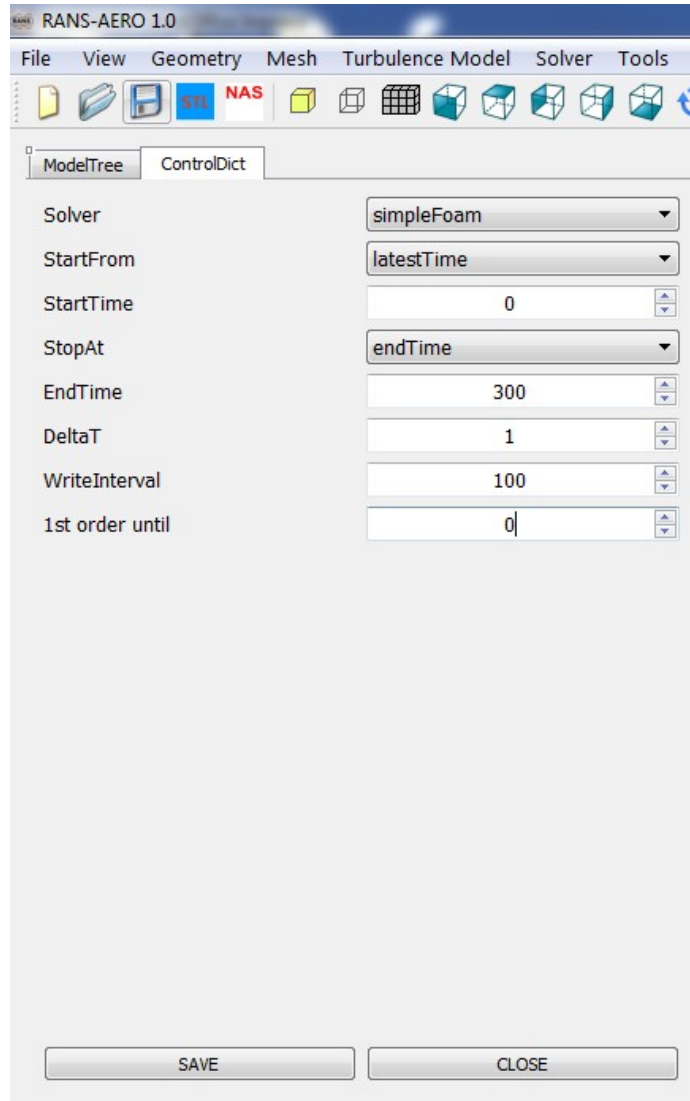 RANS-AERO 1.0
File View Geometry Mesh Turbulence Model Solver Tools
STL NAS
ModelTree ControlDict
Solver simpleFoam
StartFrom latestTime
StartTime 0
StopAt endTime
EndTime 300
DeltaT 1
WriteInterval 100
1st order until 0
SAVE CLOSE